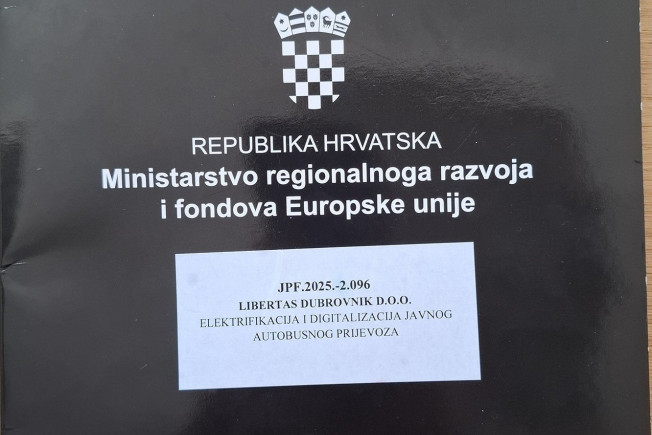 REPUBLIKA HRVATSKA
Ministarstvo regionalnoga razvoja
i fondova Europske unije
JPF.2025.-2.096
LIBERTAS DUBROVNIK D.O.O.
ELEKTRIFIKACIJA I DIGITALIZACIJA JAVNOG
AUTOBUSNOG PRIJEVOZA